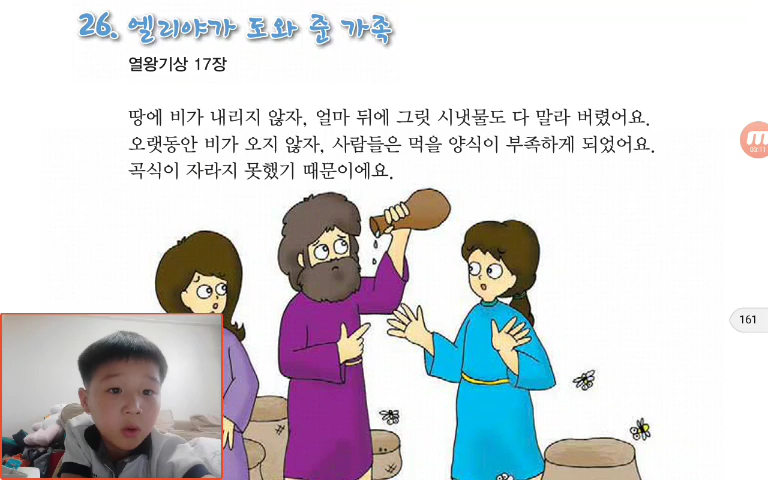 26. 엘리야가 도와 준 가족
열왕기상 17장
땅에 비가 내리지 않자, 얼마 뒤에 그릿 시냇물도 다 말라 버렸어요.
오랫동안 비가 오지 않자, 사람들은 먹을 양식이 부족하게 되었어요.
곡식이 자라지 못했기 때문이에요.
161